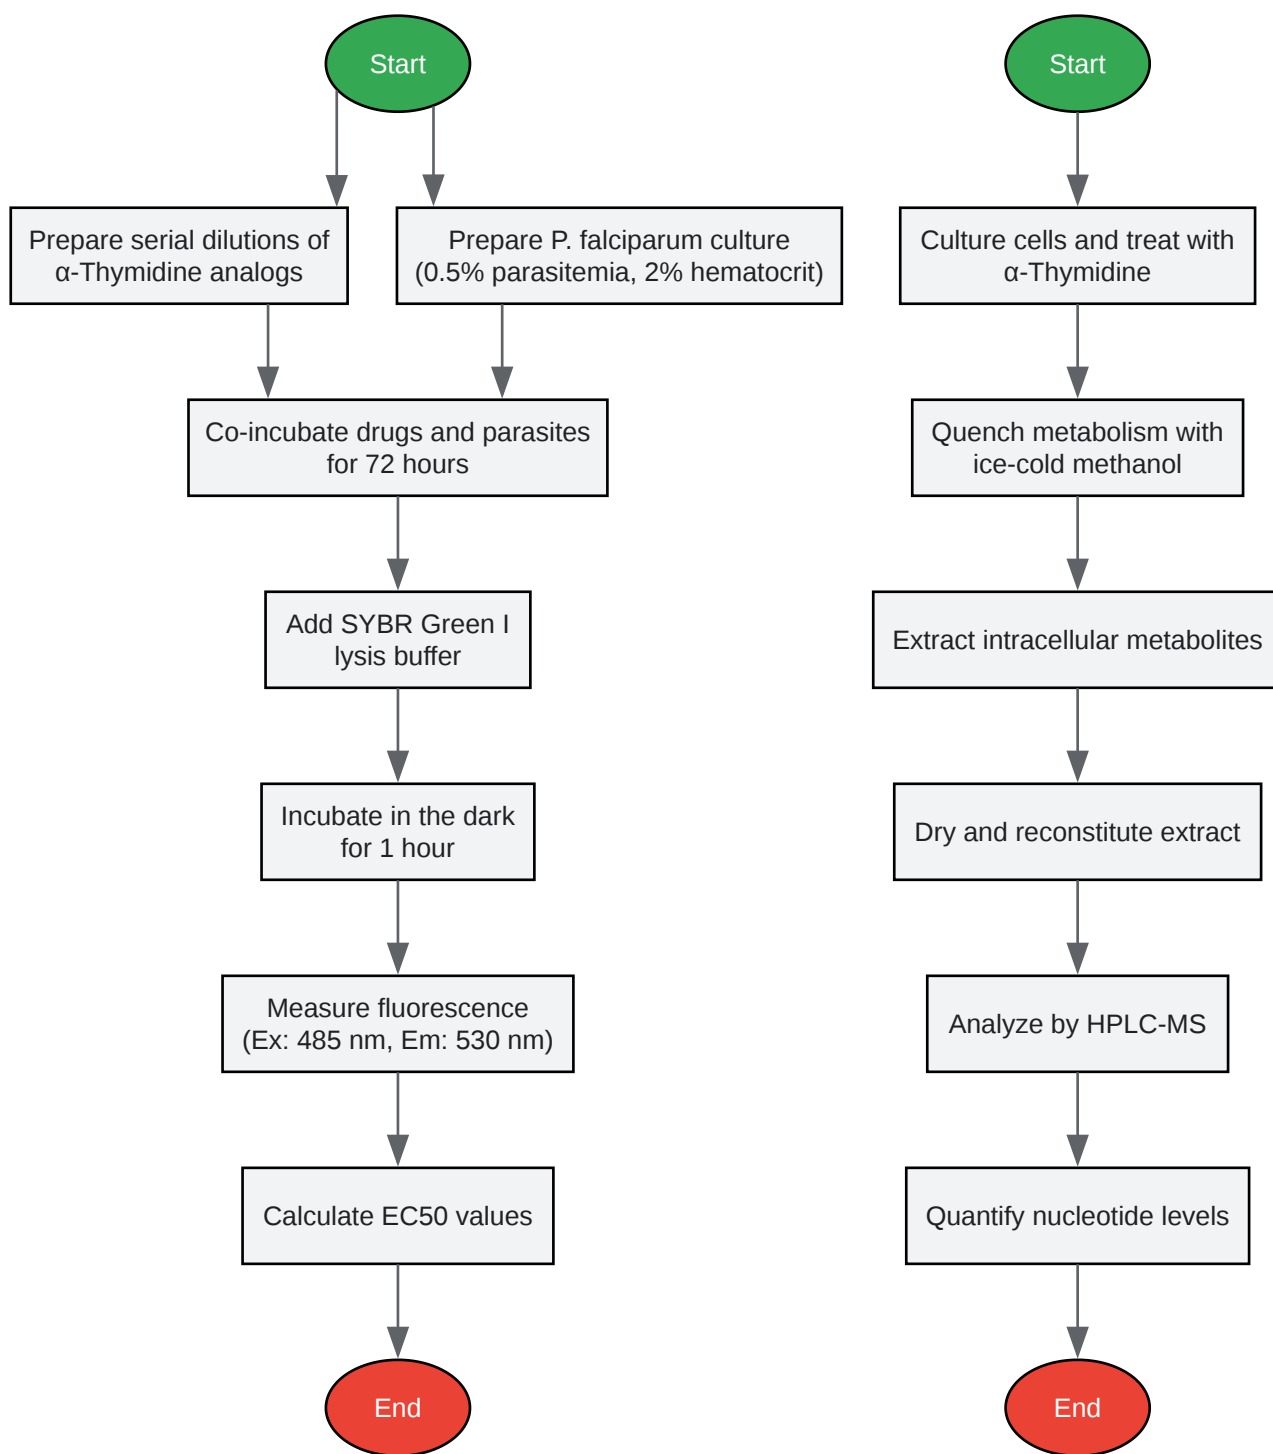 Start
Prepare serial dilutions of
α-Thymidine analogs
Prepare P. falciparum culture
(0.5% parasitemia, 2% hematocrit)
Co-incubate drugs and parasites
for 72 hours
Add SYBR Green I
lysis buffer
Incubate in the dark
for 1 hour
Measure fluorescence
(Ex: 485 nm, Em: 530 nm)
Calculate EC50 values
End
Start
Culture cells and treat with
α-Thymidine
Quench metabolism with
ice-cold methanol
Extract intracellular metabolites
Dry and reconstitute extract
Analyze by HPLC-MS
Quantify nucleotide levels
End